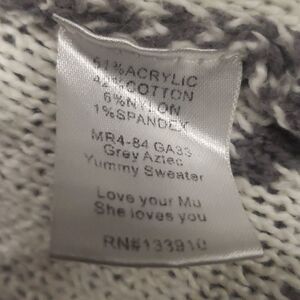 51%ACRYLIC
42%COTTON
6%NYLON
1%SPANDEX
MR4-84 GA33
Grey Aztec
Yummy Sweater
Love your Mu
She loves you
RN#133910